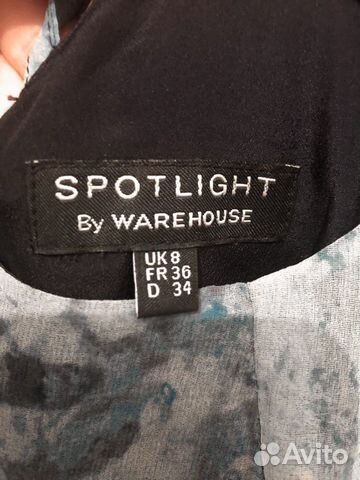 SPOTLIGHT
By WAREHOUSE
UK 8
FR 36
D 34
Avito